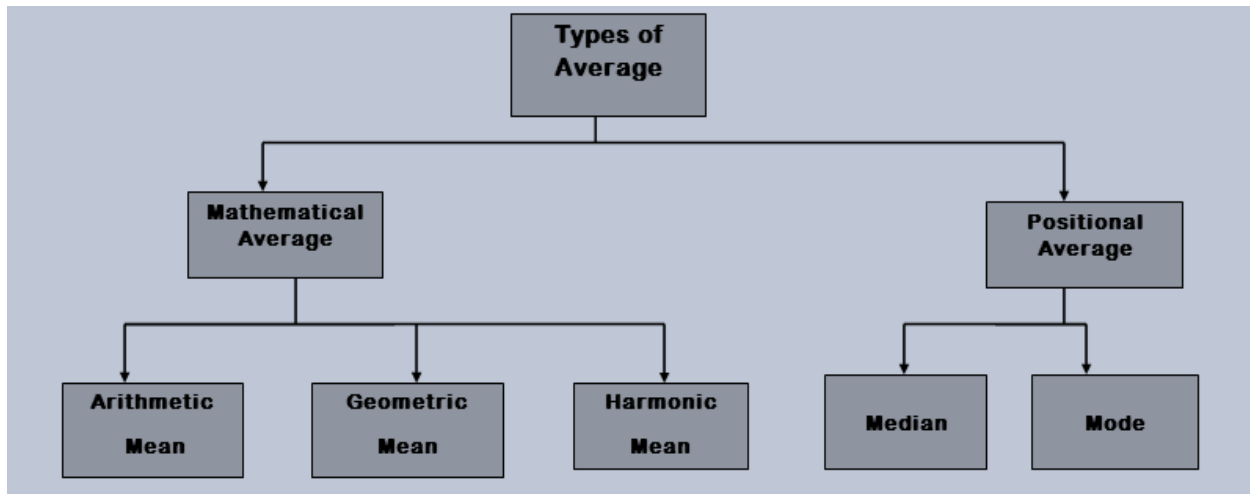 Types of
Average
Mathematical
Average
Positional
Average
Arithmetic
Mean
Geometric
Mean
Harmonic
Mean
Median
Mode